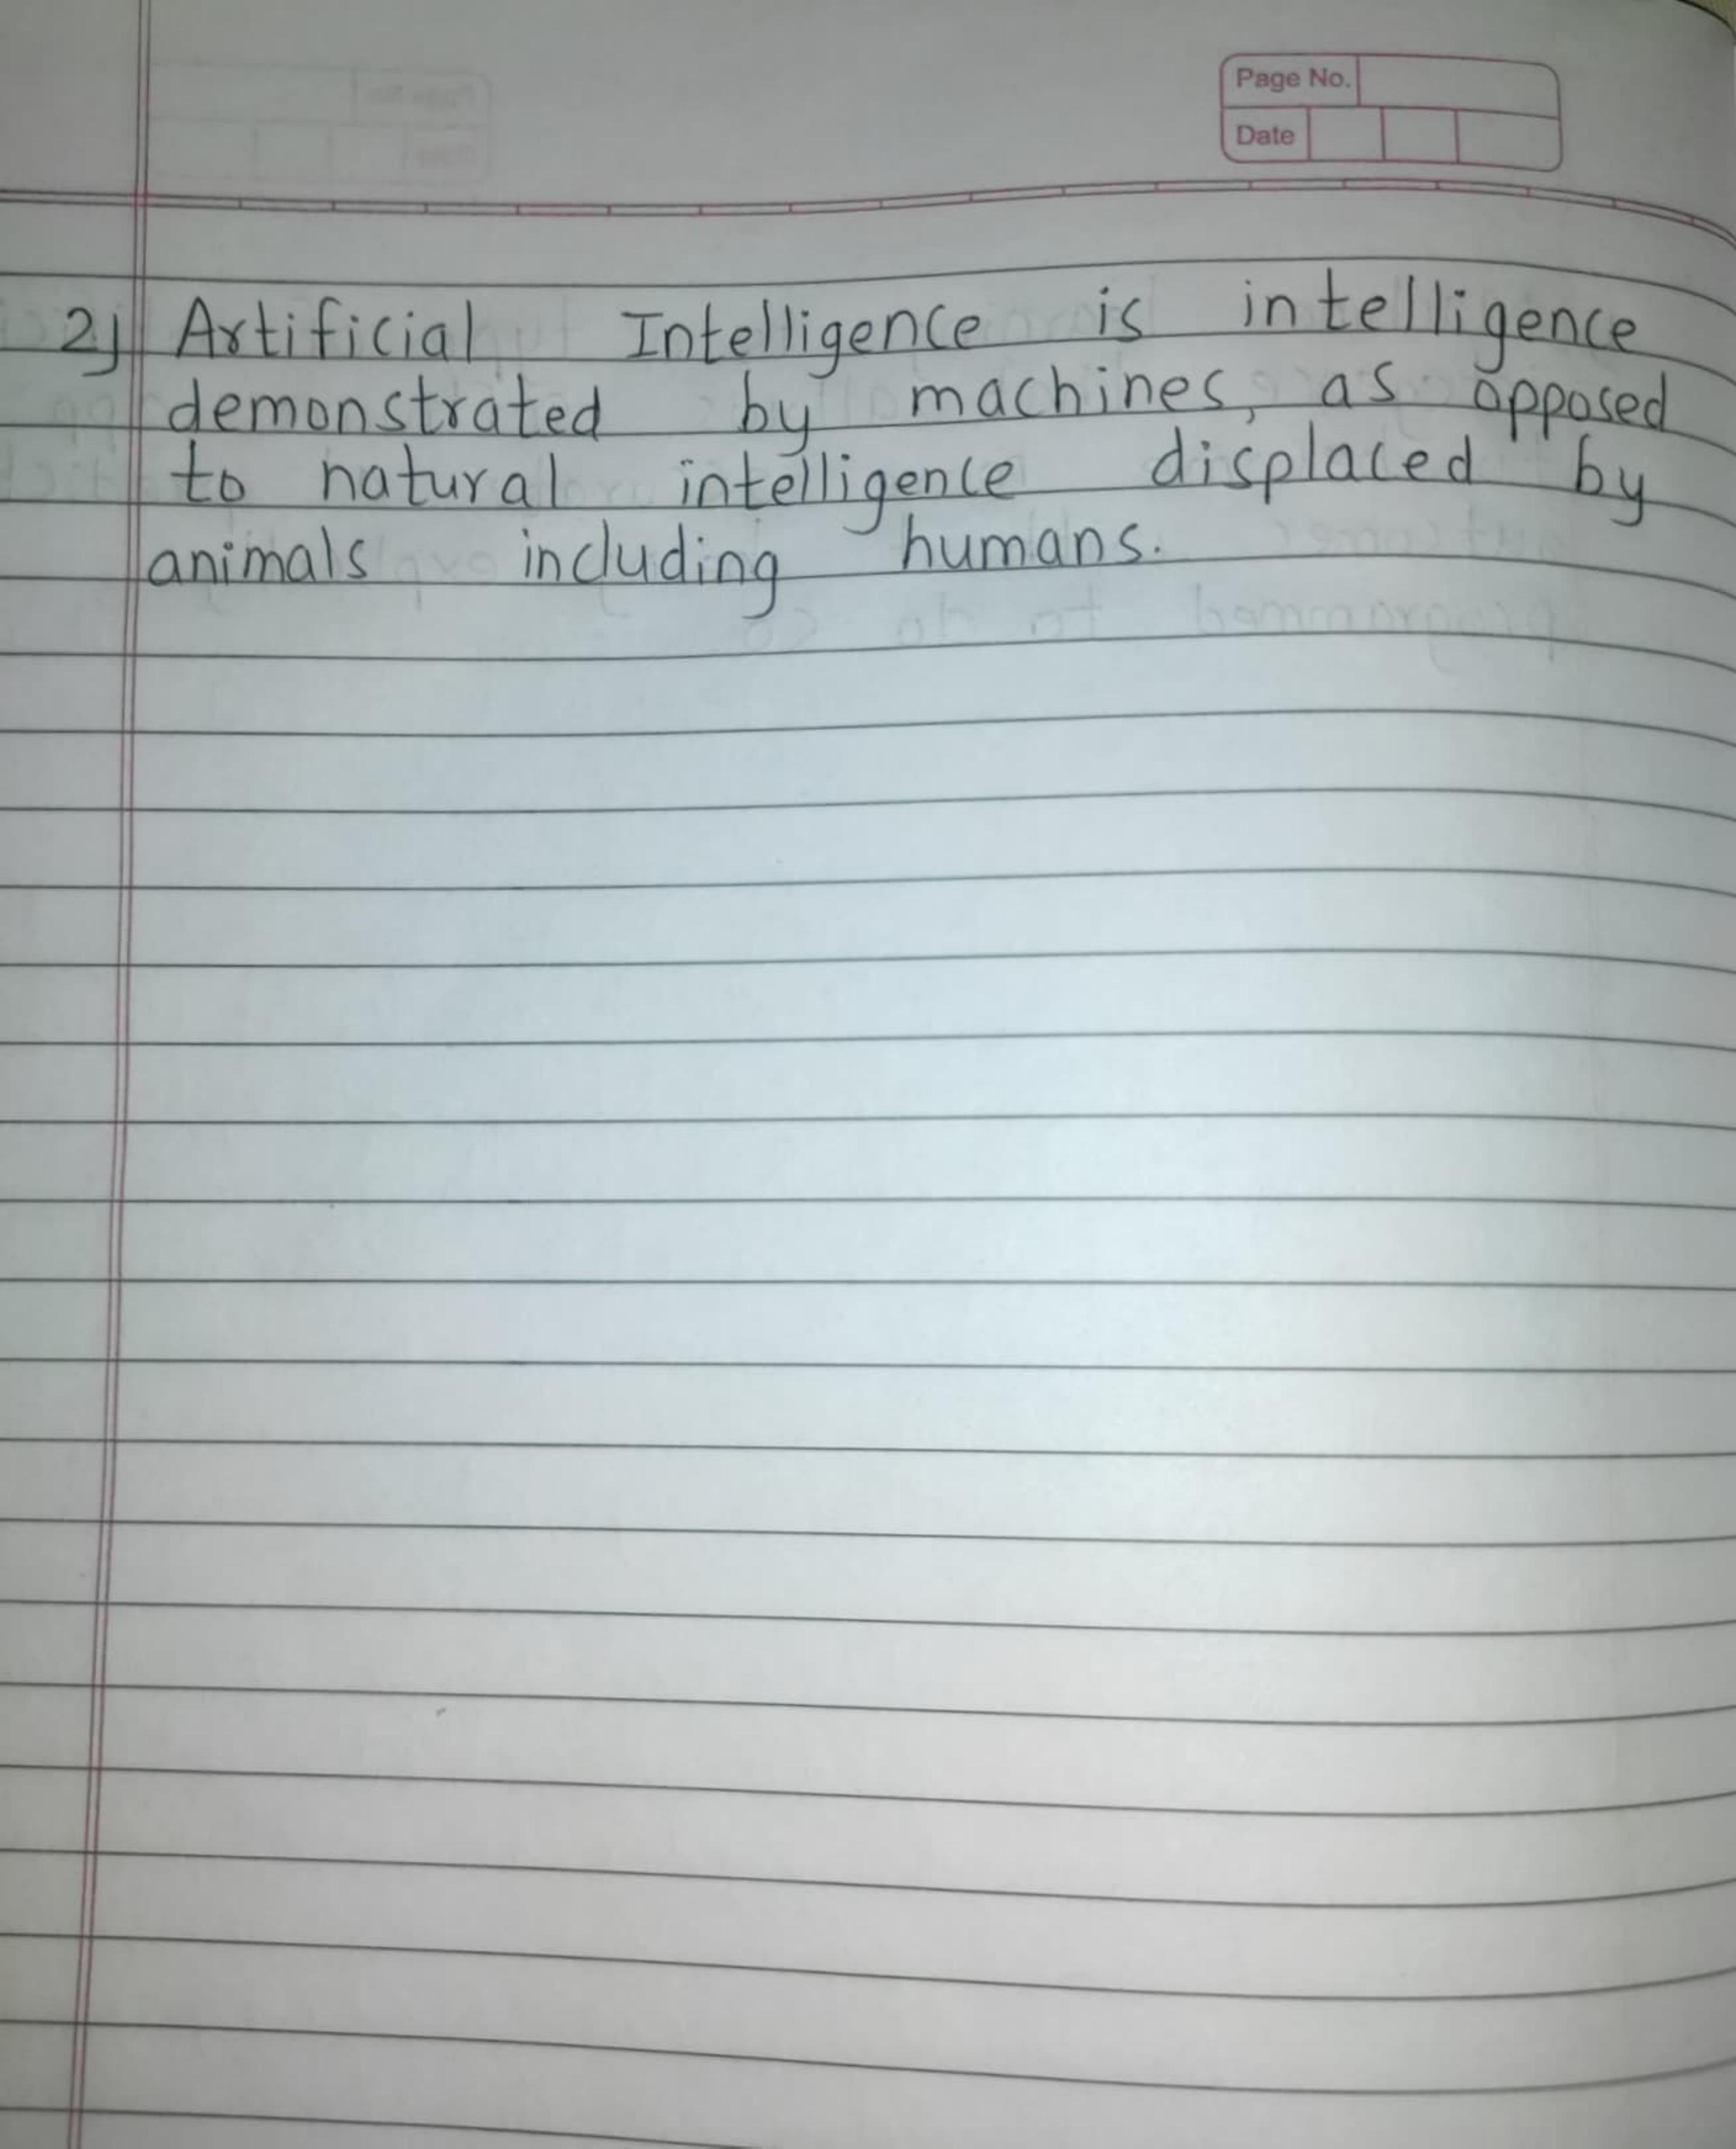 Page No.
Date
2) Artificial Intelligence is intelligence
demonstrated by machines, as opposed
to natural intelligence displaced by
animals including humans.